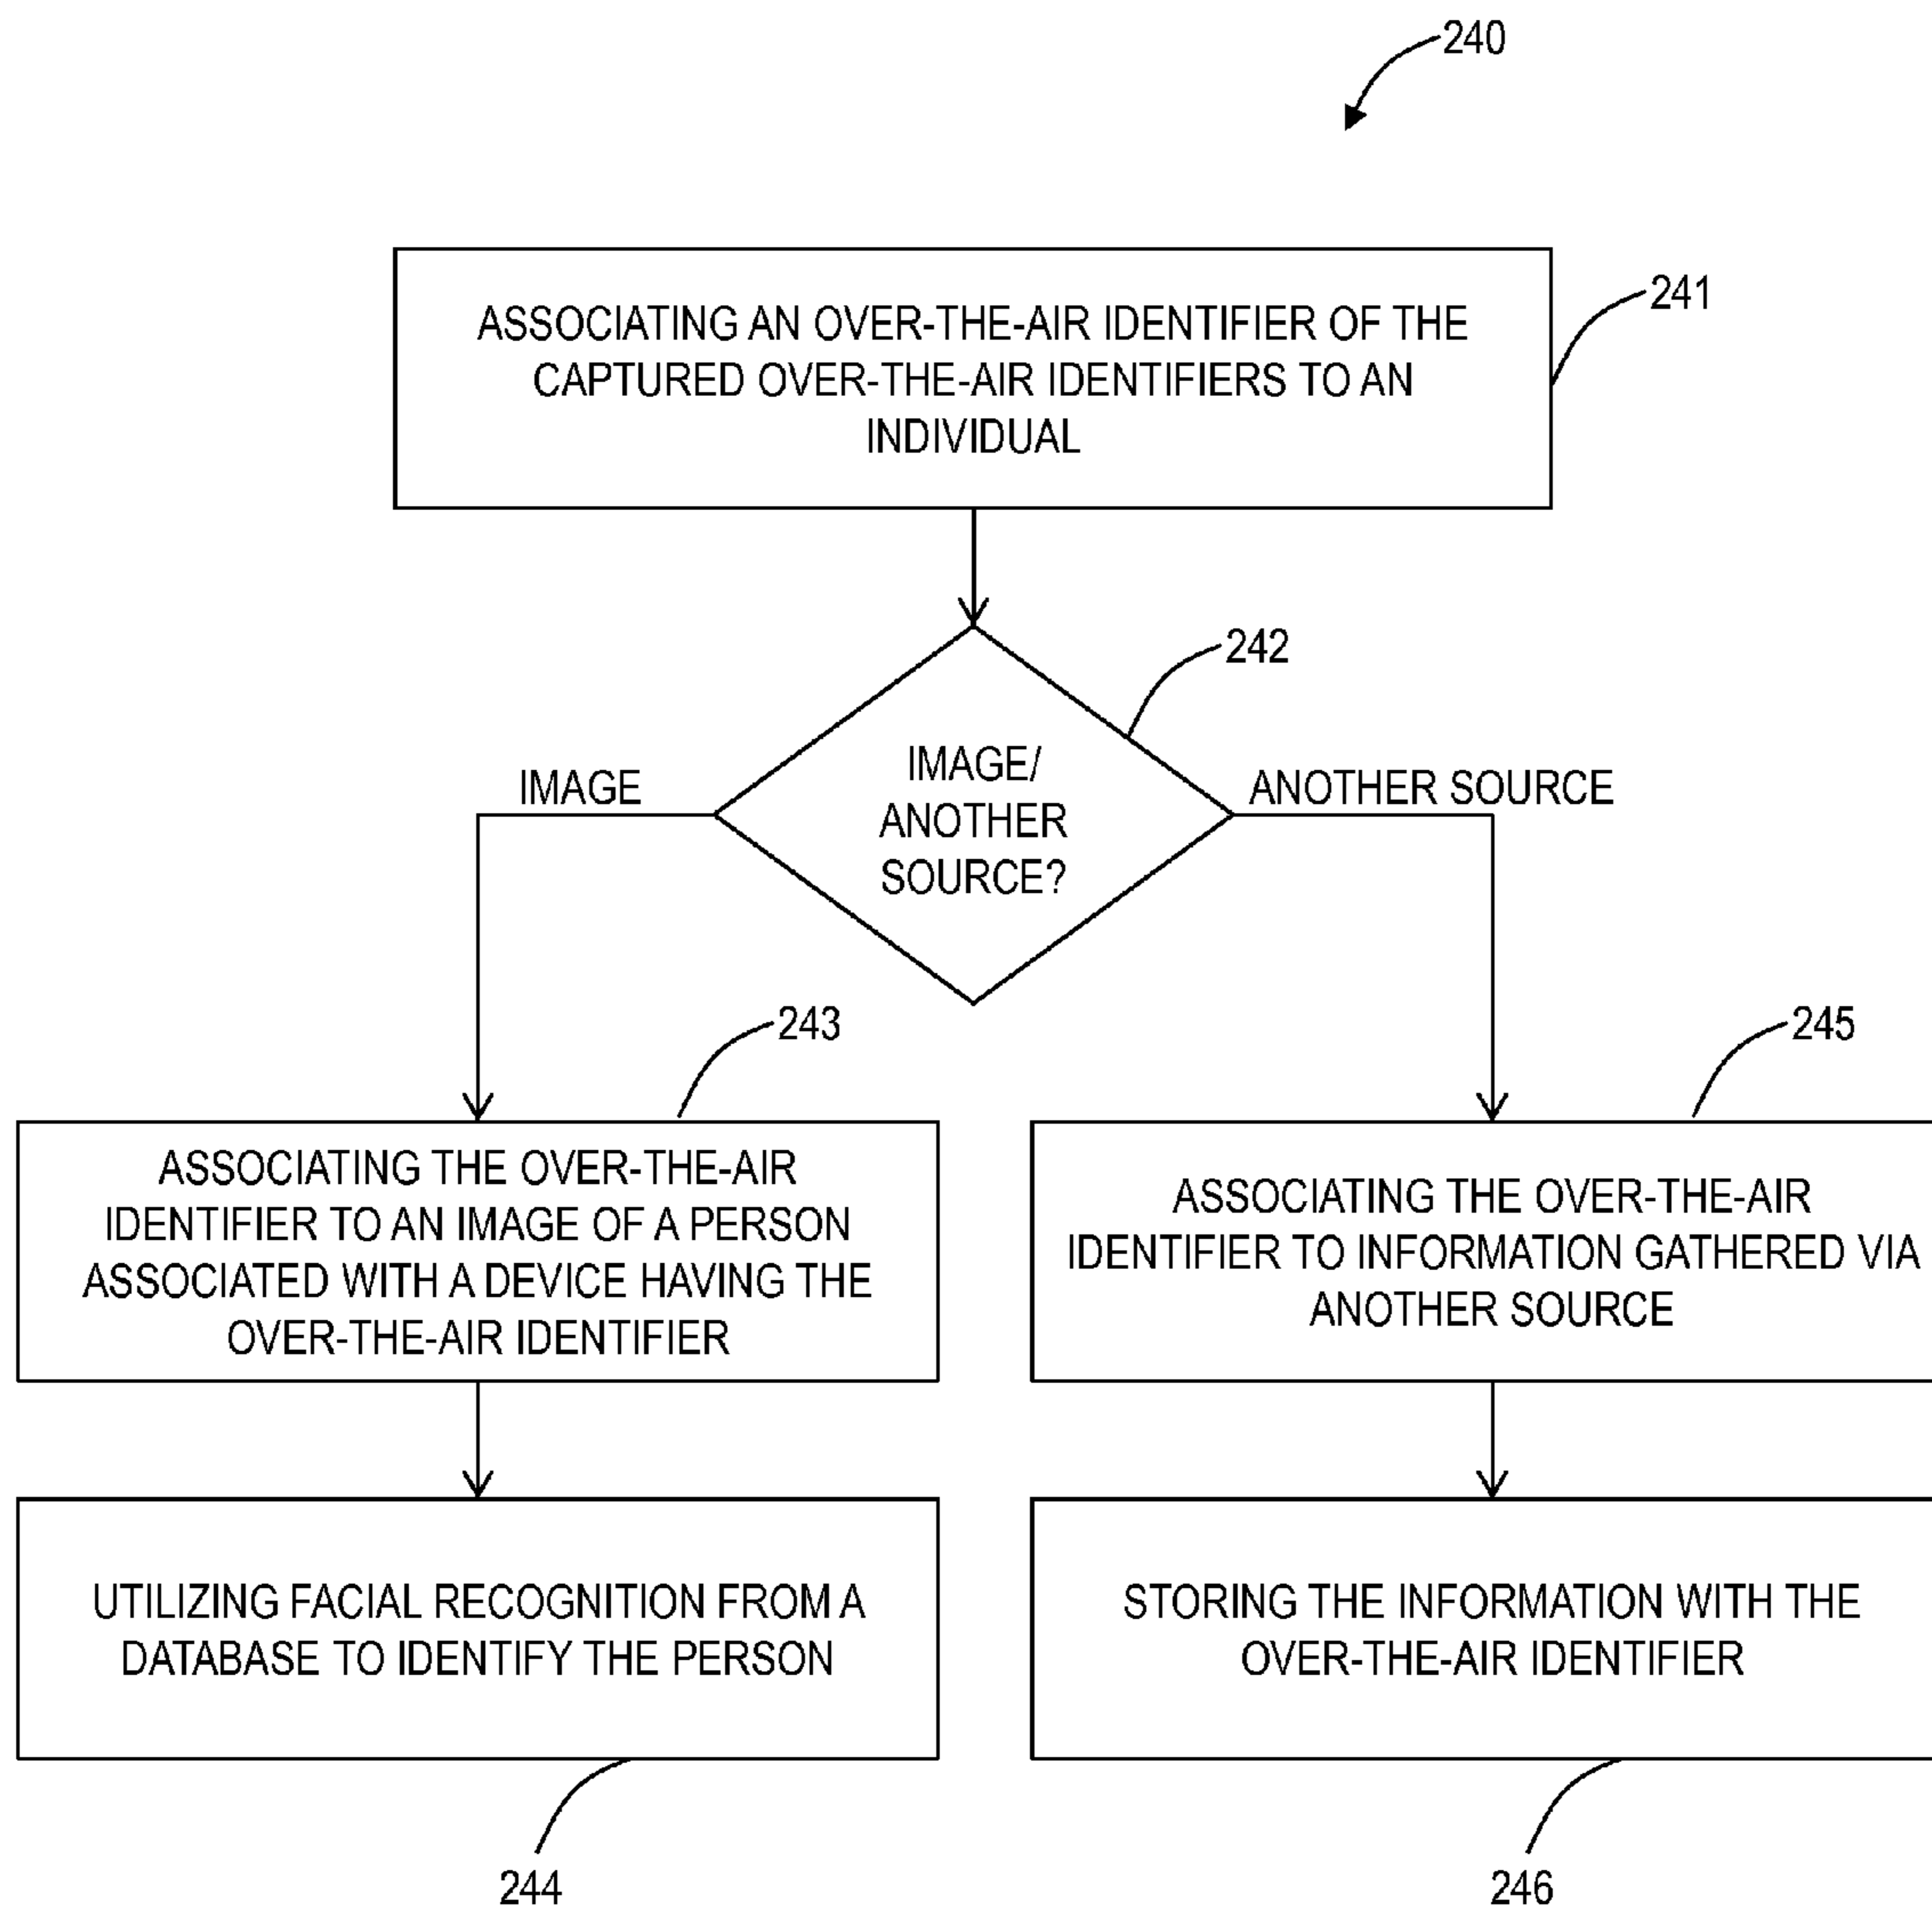 240
241
ASSOCIATING AN OVER-THE-AIR IDENTIFIER OF THE
CAPTURED OVER-THE-AIR IDENTIFIERS TO AN
INDIVIDUAL
242
IMAGE/
ANOTHER
SOURCE?
IMAGE
ANOTHER SOURCE
243
ASSOCIATING THE OVER-THE-AIR
IDENTIFIER TO AN IMAGE OF A PERSON
ASSOCIATED WITH A DEVICE HAVING THE
OVER-THE-AIR IDENTIFIER
245
ASSOCIATING THE OVER-THE-AIR
IDENTIFIER TO INFORMATION GATHERED VIA
ANOTHER SOURCE
UTILIZING FACIAL RECOGNITION FROM A
DATABASE TO IDENTIFY THE PERSON
244
STORING THE INFORMATION WITH THE
OVER-THE-AIR IDENTIFIER
246